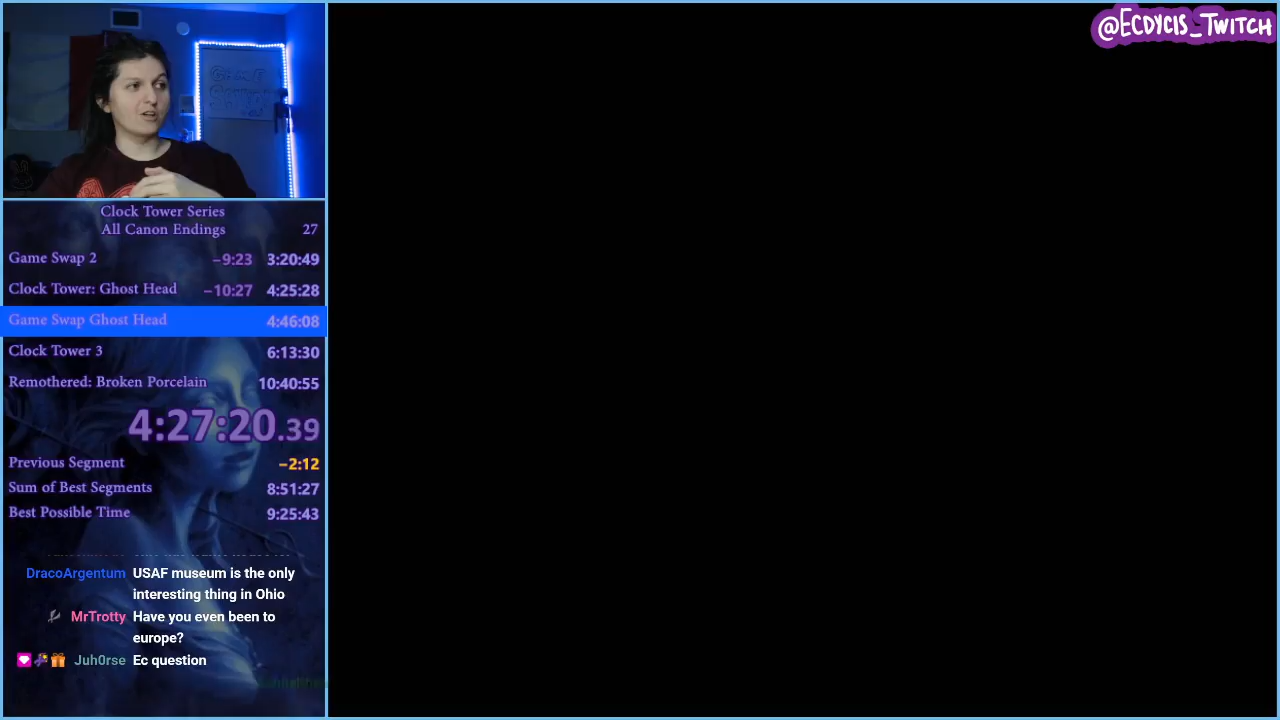 @ECDYCIS_TWITCH
Clock Tower Series
All Canon Endings 27
Game Swap 2 −9:23 3:20:49
Clock Tower: Ghost Head −10:27 4:25:28
Game Swap Ghost Head 4:46:08
Clock Tower 3 6:13:30
Remothered: Broken Porcelain 10:40:55
4:27:20.39
Previous Segment −2:12
Sum of Best Segments 8:51:27
Best Possible Time 9:25:43
DracoArgentum USAF museum is the only
interesting thing in Ohio
MrTrotty Have you even been to
europe?
Juh0rse Ec question